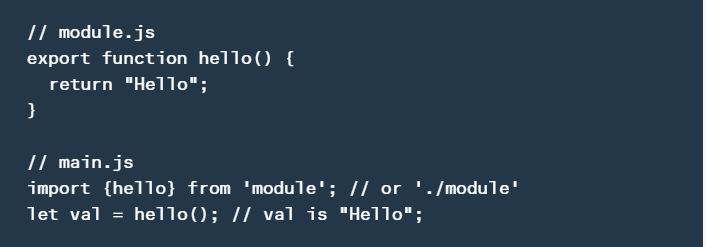 // module.js
export function hello() {
  return "Hello";
}

// main.js
import {hello} from 'module'; // or './module'
let val = hello(); // val is "Hello";